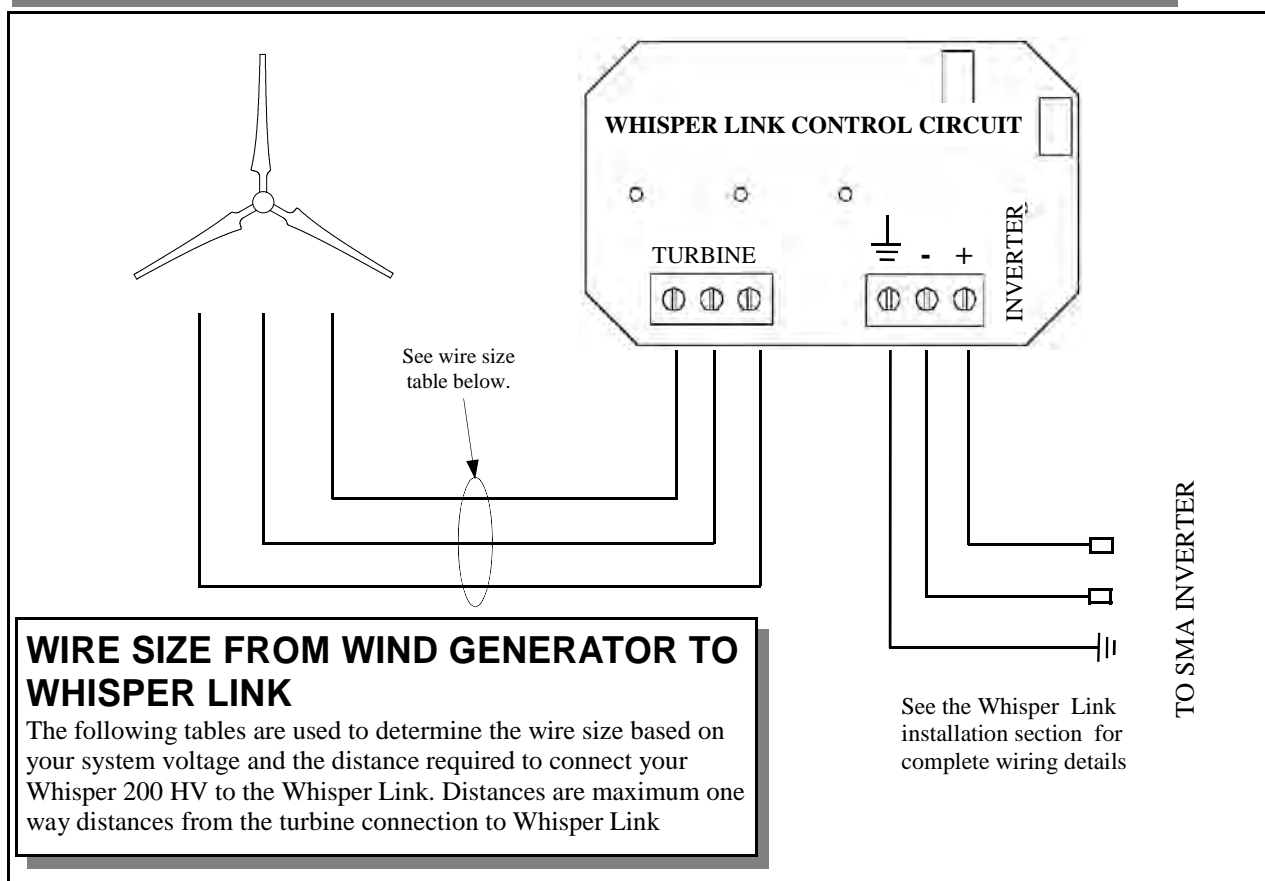 WHISPER LINK CONTROL CIRCUIT
TURBINE
- +
INVERTER
See wire size
table below.
TO SMA INVERTER
WIRE SIZE FROM WIND GENERATOR TO
WHISPER LINK
The following tables are used to determine the wire size based on
your system voltage and the distance required to connect your
Whisper 200 HV to the Whisper Link. Distances are maximum one
way distances from the turbine connection to Whisper Link
See the Whisper Link
installation section for
complete wiring details